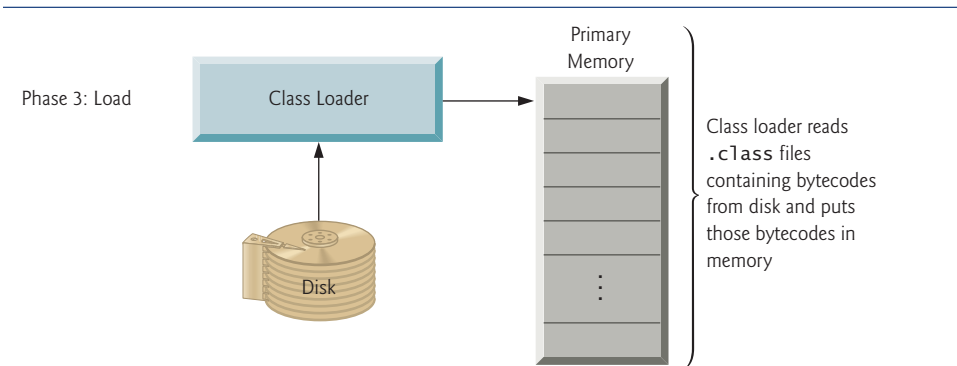 Primary
Memory
Phase 3: Load
Class Loader
Class loader reads
.class files
containing bytecodes
from disk and puts
those bytecodes in
memory
Disk